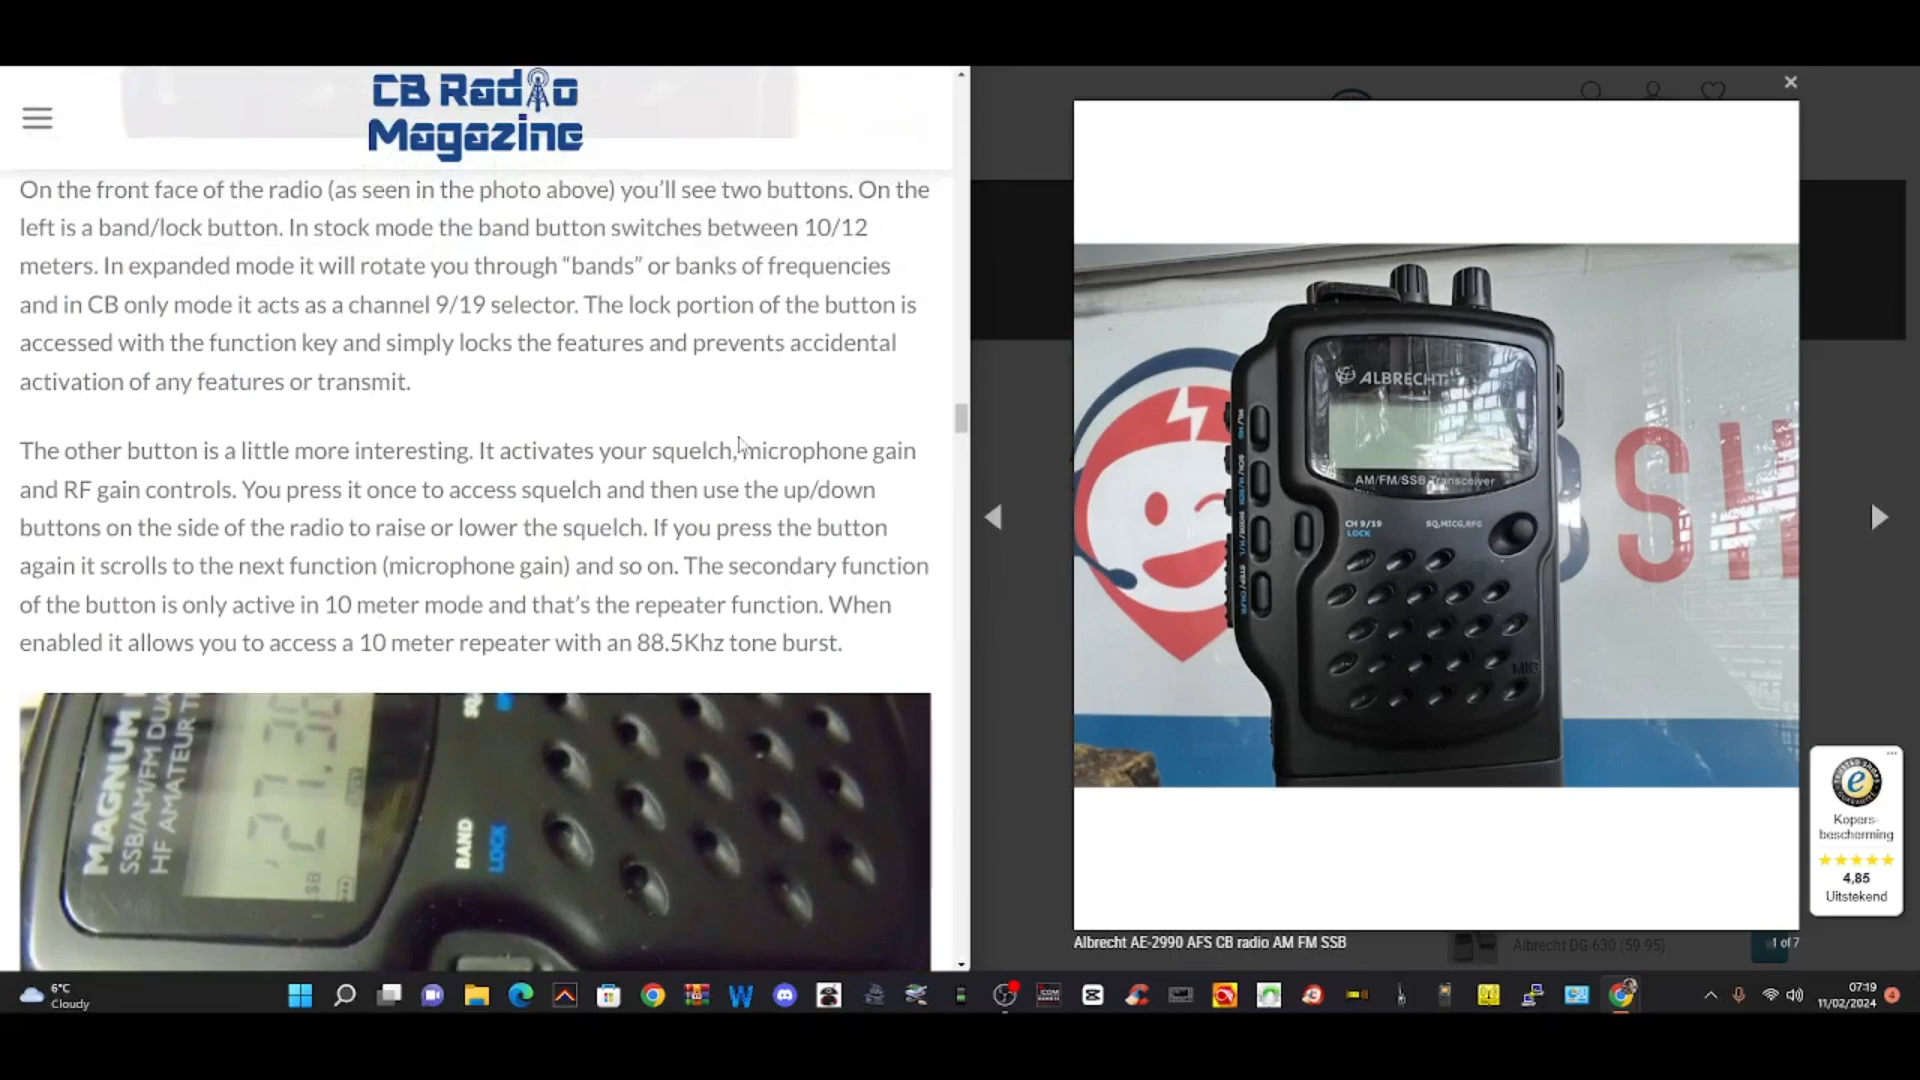 CB Radio
Magazine
On the front face of the radio (as seen in the photo above) you'll see two buttons. On the
left is a band/lock button. In stock mode the band button switches between 10/12
meters. In expanded mode it will rotate you through “bands” or banks of frequencies
and in CB only mode it acts as a channel 9/19 selector. The lock portion of the button is
accessed with the function key and simply locks the features and prevents accidental
activation of any features or transmit.
The other button is a little more interesting. It activates your squelch, microphone gain
and RF gain controls. You press it once to access squelch and then use the up/down
buttons on the side of the radio to raise or lower the squelch. If you press the button
again it scrolls to the next function (microphone gain) and so on. The secondary function
of the button is only active in 10 meter mode and that's the repeater function. When
enabled it allows you to access a 10 meter repeater with an 88.5Khz tone burst.
MAGNUM
SSB/AM/FM DUA
HF AMATEUR T
BAND
LOCK
SQ
ALBRECHT
AM/FM/SSB Transceiver
CH 9/19
LOCK
SQ,MICG,RFG
MIC
SH
Albrecht AE-2990 AFS CB radio AM FM SSB
Albrecht DG-630 (59.95)
1 of 7
TRUSTED SHOPS
GUARANTEE
Kopers-
bescherming
4,85
Uitstekend
6°C
Cloudy
07:19
11/02/2024
4